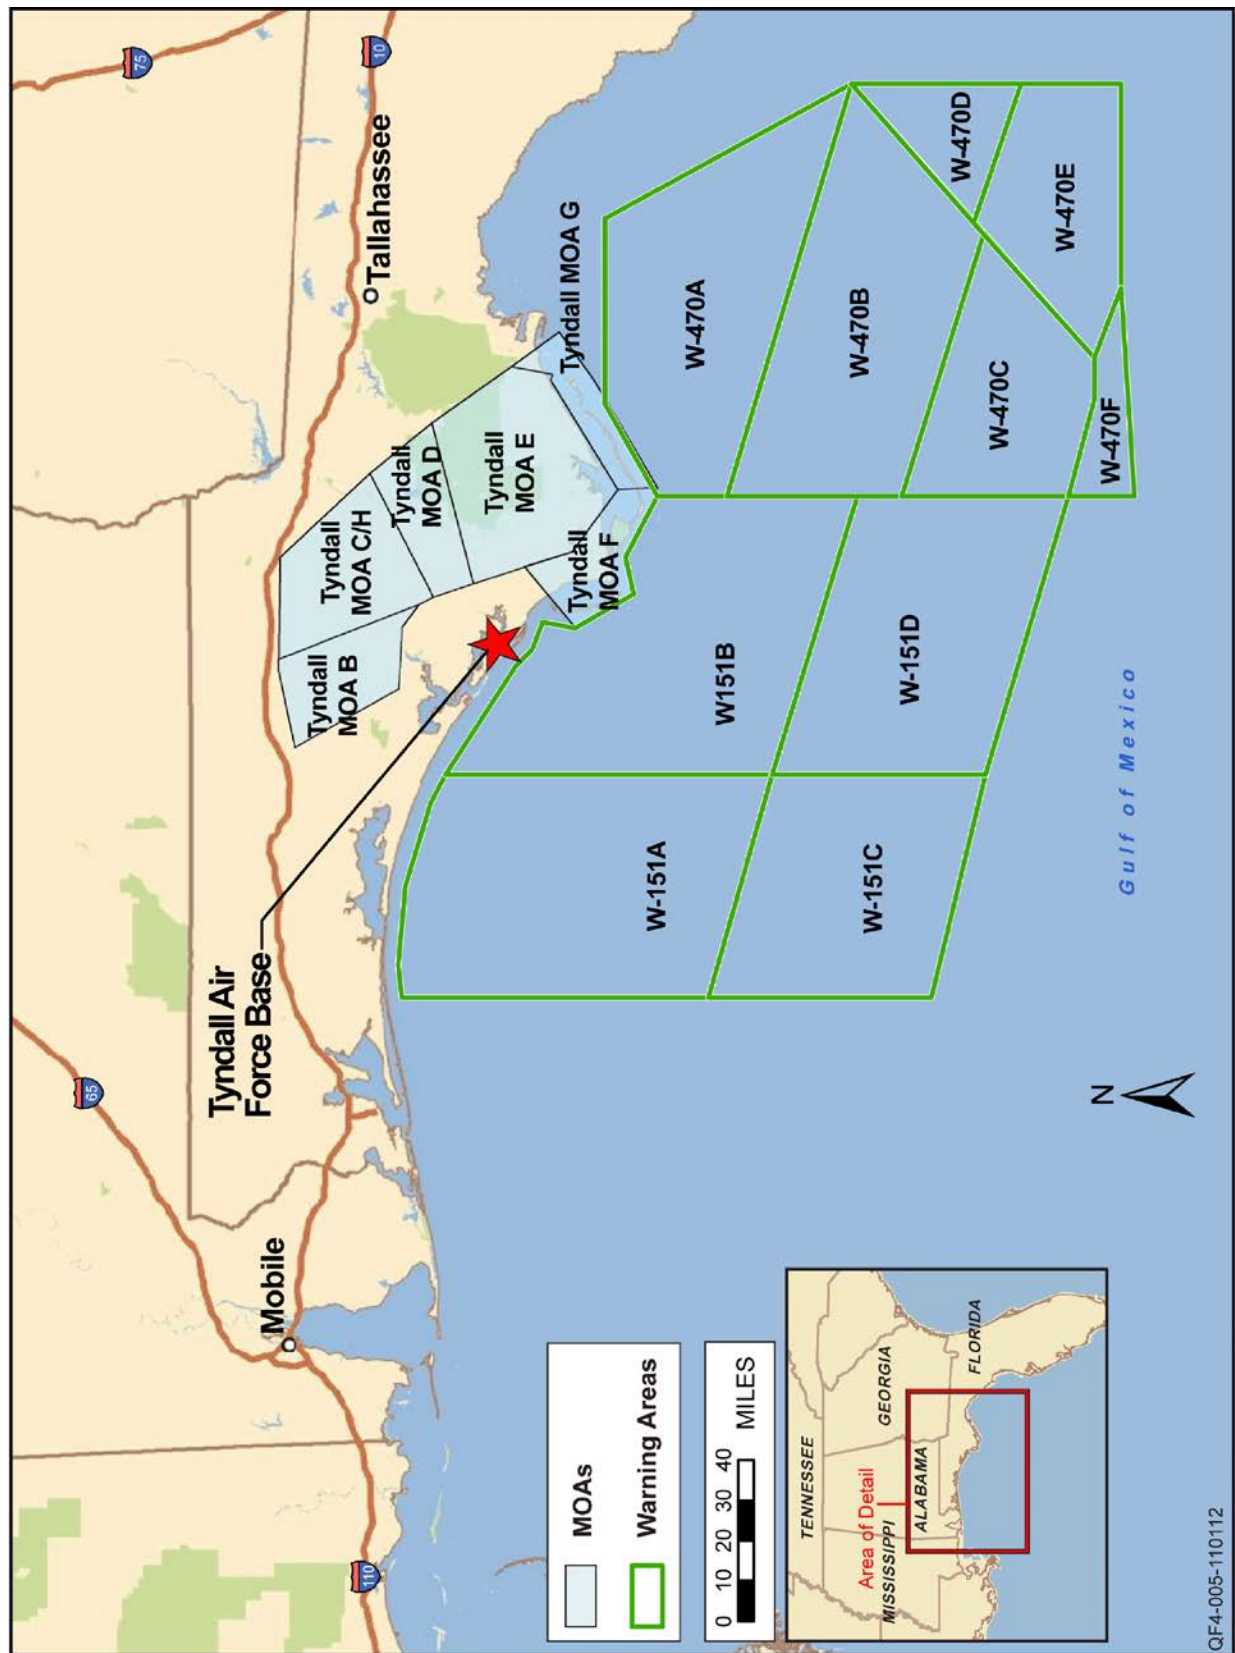 75
10
65
110
Tallahassee
Mobile
Tyndall Air
Force Base
Tyndall
MOA B
Tyndall
MOA C/H
Tyndall
MOA D
Tyndall
MOA E
Tyndall
MOA F
Tyndall MOA G
W-151A
W151B
W-151C
W-151D
W-470A
W-470B
W-470C
W-470D
W-470E
W-470F
Gulf of Mexico
N
MOAs
Warning Areas
0 10 20 30 40
MILES
TENNESSEE
Area of Detail
MISSISSIPPI
ALABAMA
GEORGIA
FLORIDA
QF4-005-110112